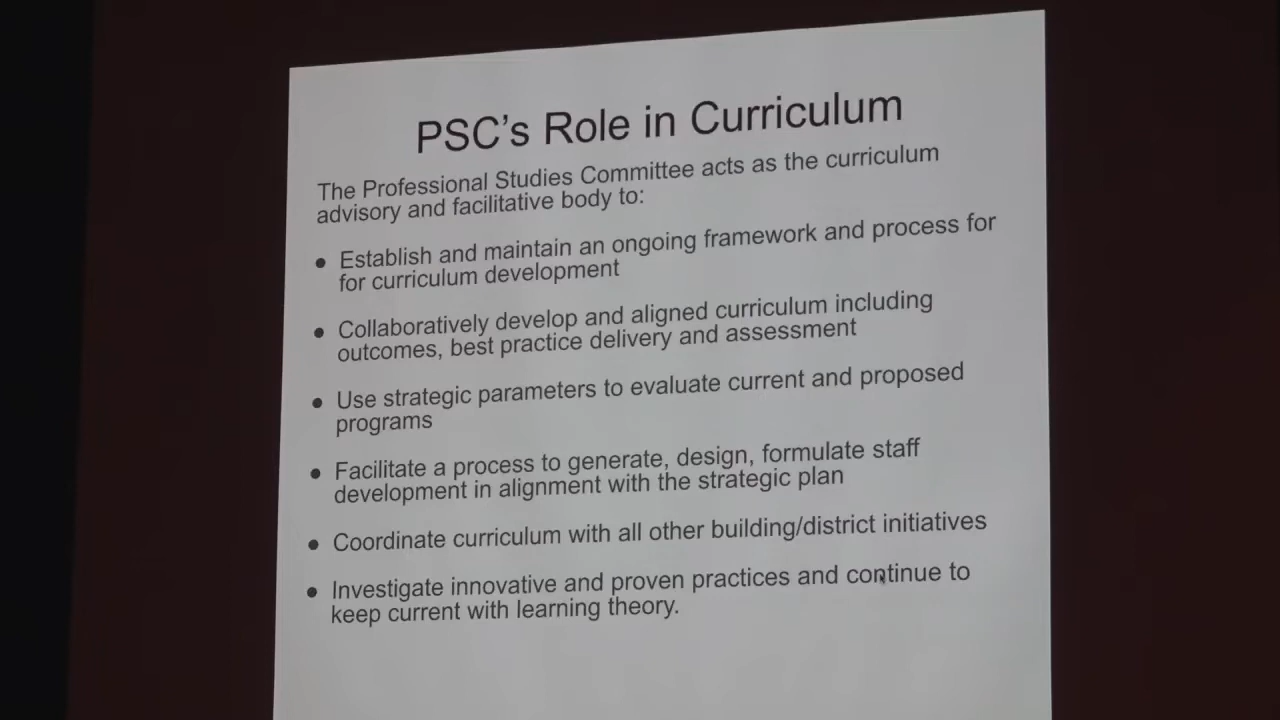 PSC's Role in Curriculum
The Professional Studies Committee acts as the curriculum
advisory and facilitative body to:
● Establish and maintain an ongoing framework and process for
for curriculum development
● Collaboratively develop and aligned curriculum including
outcomes, best practice delivery and assessment
● Use strategic parameters to evaluate current and proposed
programs
● Facilitate a process to generate, design, formulate staff
development in alignment with the strategic plan
● Coordinate curriculum with all other building/district initiatives
● Investigate innovative and proven practices and continue to
keep current with learning theory.